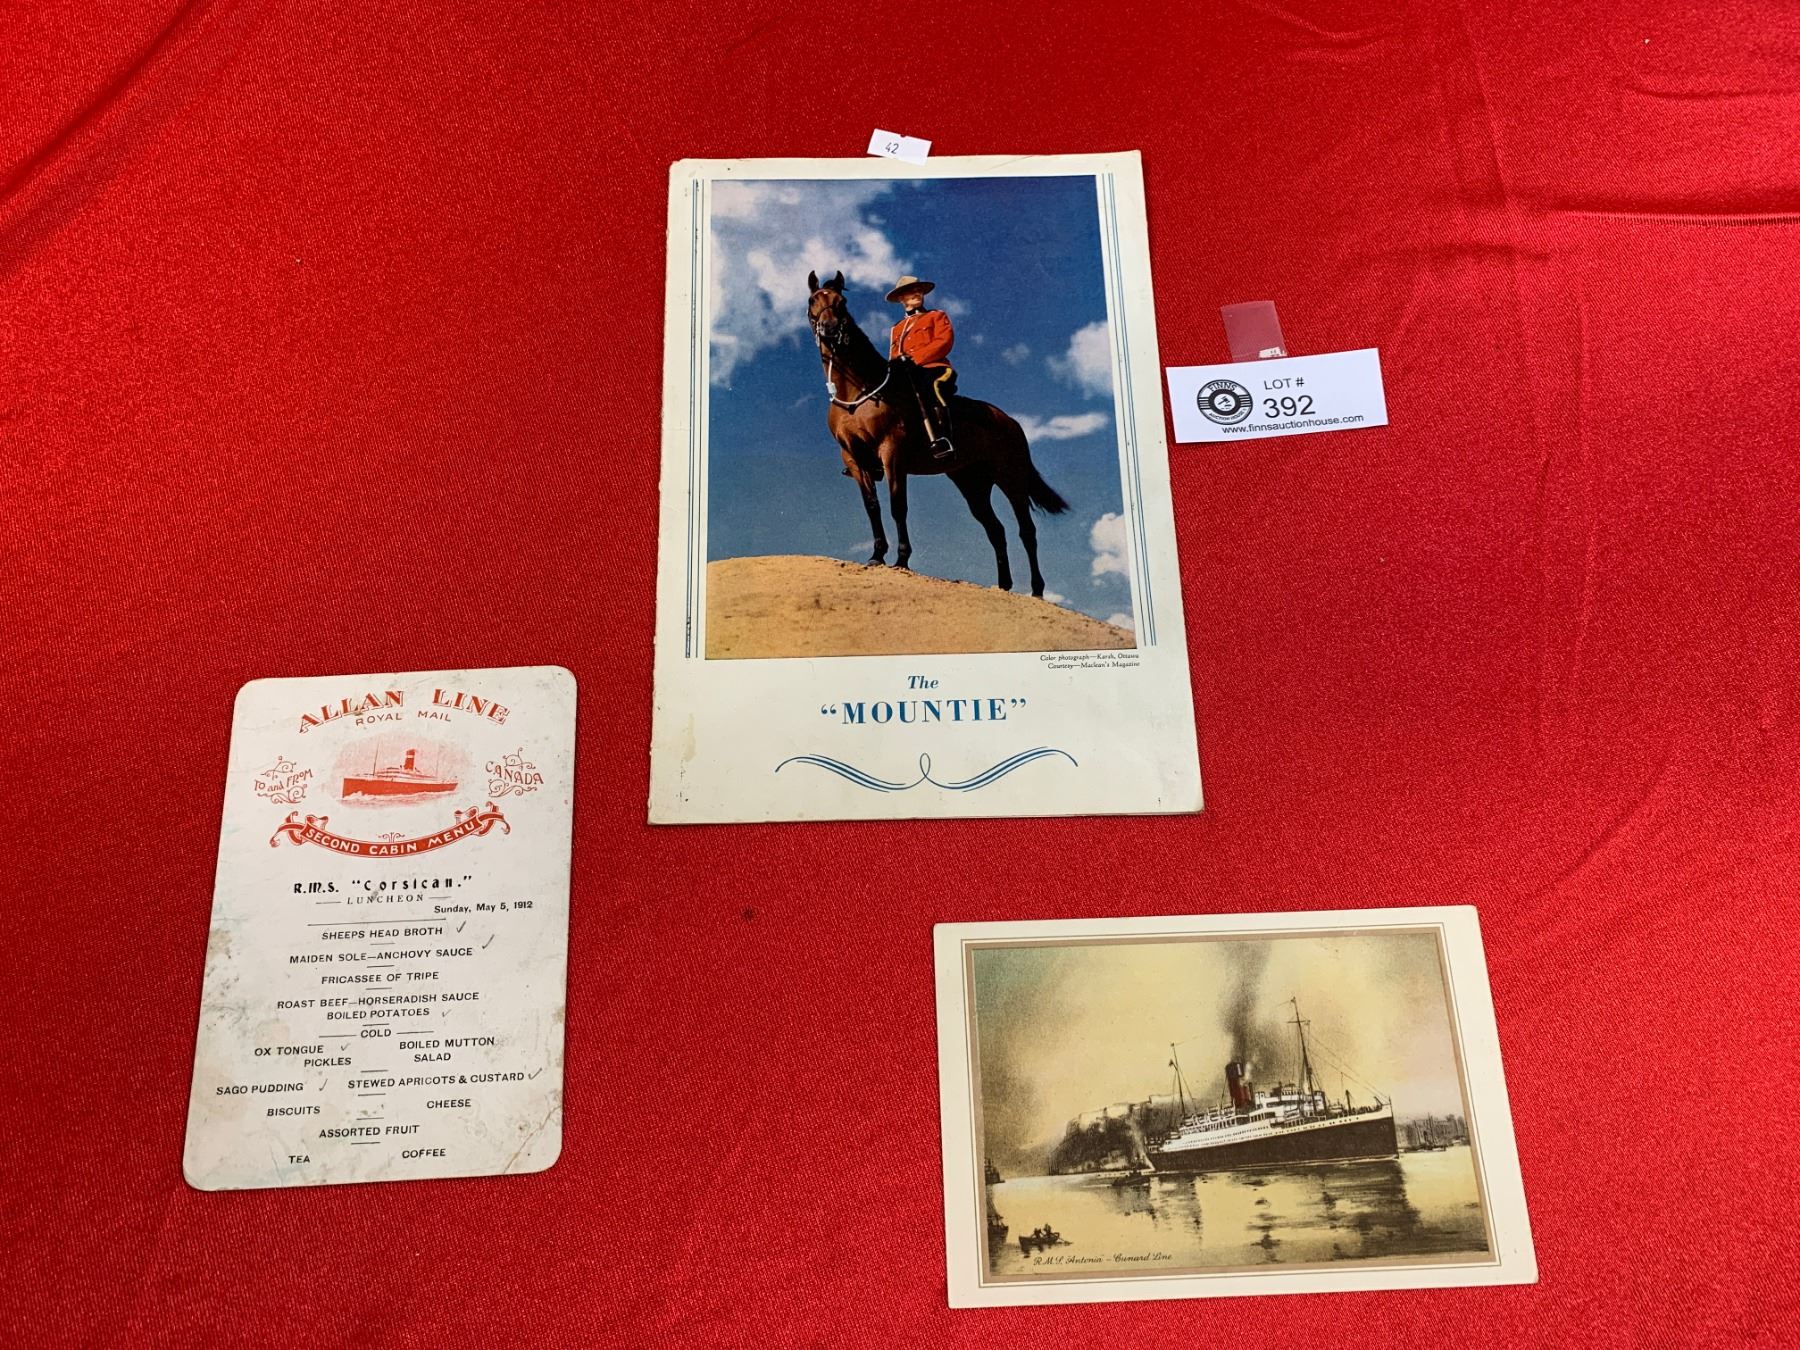 42
The
"MOUNTIE"
Color photograph—Karsh, Ottawa
Courtesy—Maclean's Magazine
FINNS
AUCTION HOUSE
LOT #
392
www.finnsauctionhouse.com
ALLAN LINE
ROYAL MAIL
To and FROM
CANADA
SECOND CABIN MENU
R.M.S. "Corsican."
LUNCHEON
Sunday, May 5, 1912
SHEEPS HEAD BROTH
MAIDEN SOLE—ANCHOVY SAUCE
FRICASSEE OF TRIPE
ROAST BEEF—HORSERADISH SAUCE
BOILED POTATOES
COLD
OX TONGUE BOILED MUTTON
PICKLES SALAD
SAGO PUDDING STEWED APRICOTS & CUSTARD
BISCUITS CHEESE
ASSORTED FRUIT
TEA COFFEE
R.M.S. "Antonia" - Cunard Line